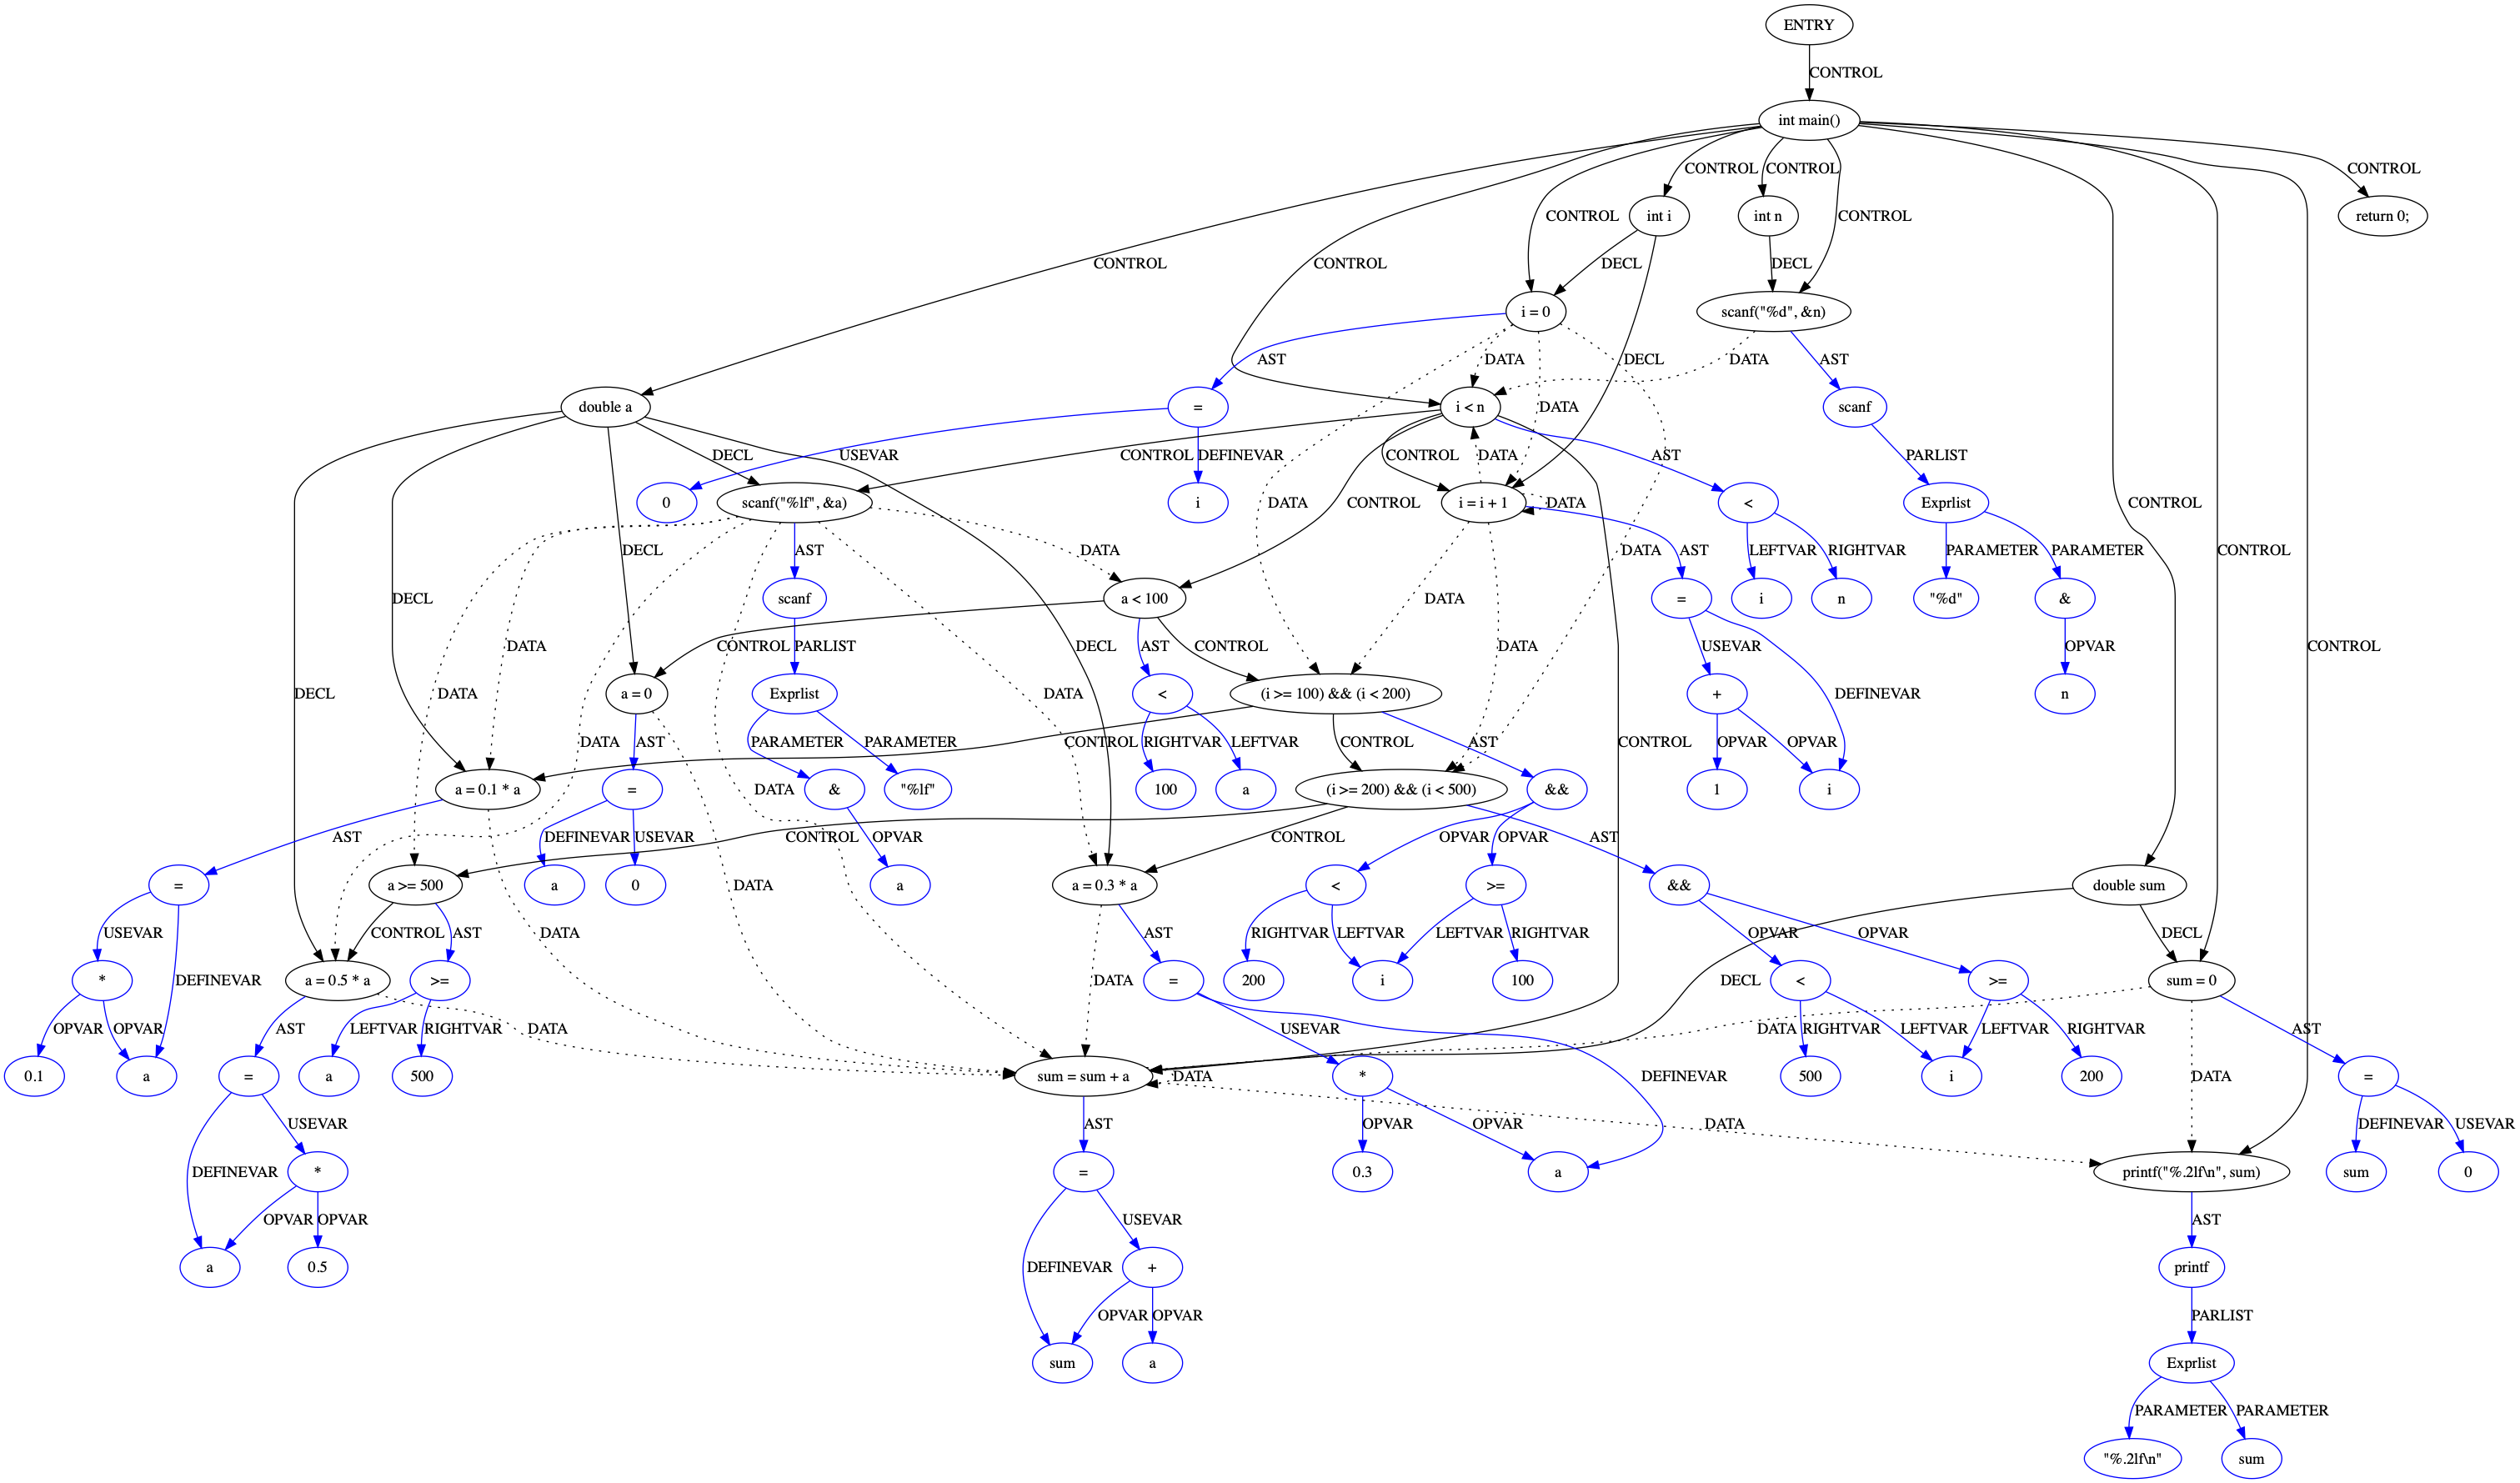 ENTRY
CONTROL
int main()
CONTROL CONTROL CONTROL
int i int n return 0;
CONTROL CONTROL
CONTROL CONTROL DECL DECL
i = 0 scanf("%d", &n)
AST DATA DECL DATA AST
double a = i < n scanf
DATA
DECL USEVAR CONTROL DEFINEVAR CONTROL DATA AST PARLIST
0 scanf("%lf", &a) i i = i + 1 < Exprlist
DATA CONTROL DATA CONTROL
DECL AST DATA DATA AST LEFTVAR RIGHTVAR PARAMETER PARAMETER CONTROL
scanf a < 100 = i n "%d" &
DECL DATA DATA
DATA CONTROL PARLIST DECL AST CONTROL USEVAR OPVAR CONTROL
DECL DATA a = 0 Exprlist DATA < (i >= 100) && (i < 200) + DEFINEVAR n
DATA AST PARAMETER PARAMETER CONTROL RIGHTVAR LEFTVAR CONTROL AST CONTROL OPVAR OPVAR
a = 0.1 * a = DATA & "%lf" 100 a (i >= 200) && (i < 500) && 1 i
AST CONTROL DEFINEVAR USEVAR OPVAR CONTROL OPVAR OPVAR AST
= a >= 500 a 0 DATA a a = 0.3 * a < >= && double sum
USEVAR CONTROL AST DATA AST RIGHTVAR LEFTVAR LEFTVAR RIGHTVAR OPVAR OPVAR DECL
* DEFINEVAR a = 0.5 * a >= DATA = 200 i 100 DECL < >= sum = 0
OPVAR OPVAR AST LEFTVAR RIGHTVAR DATA USEVAR DATA RIGHTVAR LEFTVAR LEFTVAR RIGHTVAR AST
0.1 a = a 500 sum = sum + a DATA * DEFINEVAR 500 i 200 DATA =
USEVAR AST OPVAR OPVAR DATA DEFINEVAR USEVAR
DEFINEVAR * = 0.3 a printf("%.2lf\n", sum) sum 0
OPVAR OPVAR USEVAR AST
a 0.5 DEFINEVAR + printf
OPVAR OPVAR PARLIST
sum a Exprlist
PARAMETER PARAMETER
"%.2lf\n" sum